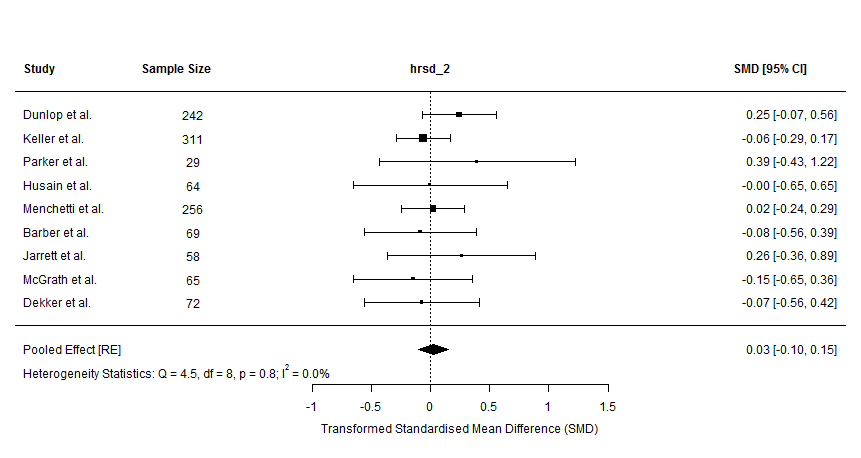 Study Sample Size hrsd_2 SMD [95% CI]
Dunlop et al. 242 0.25 [-0.07, 0.56]
Keller et al. 311 -0.06 [-0.29, 0.17]
Parker et al. 29 0.39 [-0.43, 1.22]
Husain et al. 64 -0.00 [-0.65, 0.65]
Menchetti et al. 256 0.02 [-0.24, 0.29]
Barber et al. 69 -0.08 [-0.56, 0.39]
Jarrett et al. 58 0.26 [-0.36, 0.89]
McGrath et al. 65 -0.15 [-0.65, 0.36]
Dekker et al. 72 -0.07 [-0.56, 0.42]
Pooled Effect [RE] 0.03 [-0.10, 0.15]
Heterogeneity Statistics: Q = 4.5, df = 8, p = 0.8; I² = 0.0%
-1 -0.5 0 0.5 1 1.5
Transformed Standardised Mean Difference (SMD)